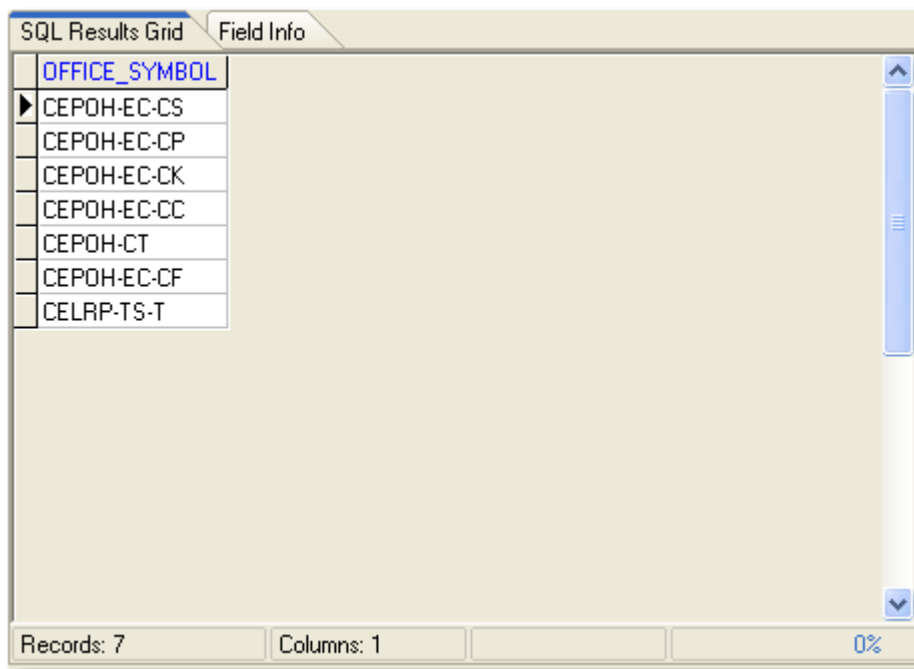 SQL Results Grid Field Info
OFFICE_SYMBOL
CEPOH-EC-CS
CEPOH-EC-CP
CEPOH-EC-CK
CEPOH-EC-CC
CEPOH-CT
CEPOH-EC-CF
CELRP-TS-T
Records: 7 Columns: 1 0%